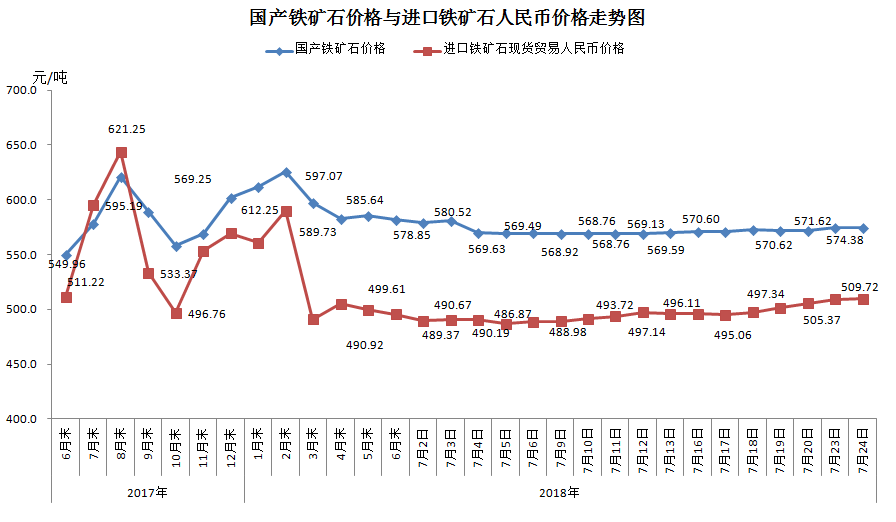 国产铁矿石价格与进口铁矿石人民币价格走势图
国产铁矿石价格 进口铁矿石现货贸易人民币价格
元/吨
700.0
650.0
600.0
550.0
500.0
450.0
400.0
549.96
511.22
595.19
621.25
533.37
569.25
496.76
612.25
597.07
589.73
585.64
490.92
499.61
578.85
489.37
580.52
490.67
569.63
490.19
569.49
486.87
568.92
488.98
568.76
568.76
493.72
569.13
497.14
569.59
496.11
570.60
495.06
570.62
497.34
571.62
505.37
574.38
509.72
6月末
7月末
8月末
9月末
10月末
11月末
12月末
1月末
2月末
3月末
4月末
5月末
6月末
7月2日
7月3日
7月4日
7月5日
7月6日
7月9日
7月10日
7月11日
7月12日
7月13日
7月16日
7月17日
7月18日
7月19日
7月20日
7月23日
7月24日
2017年 2018年